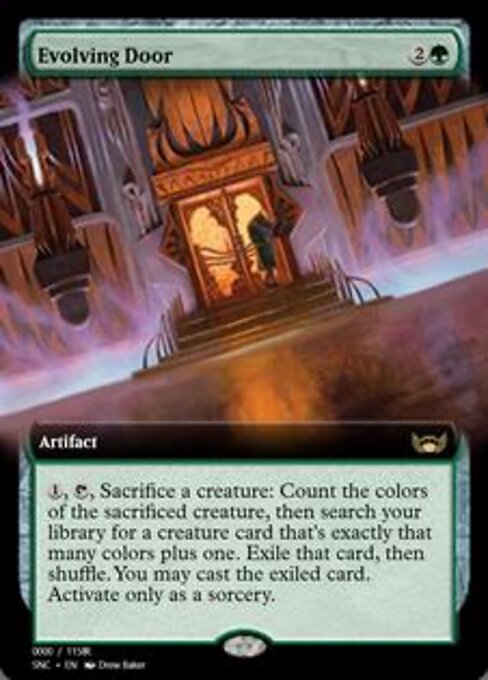 Evolving Door 2
Artifact
1, Sacrifice a creature: Count the colors
of the sacrificed creature, then search your
library for a creature card that's exactly that
many colors plus one. Exile that card, then
shuffle. You may cast the exiled card.
Activate only as a sorcery.
SNC • EN Drew Baker